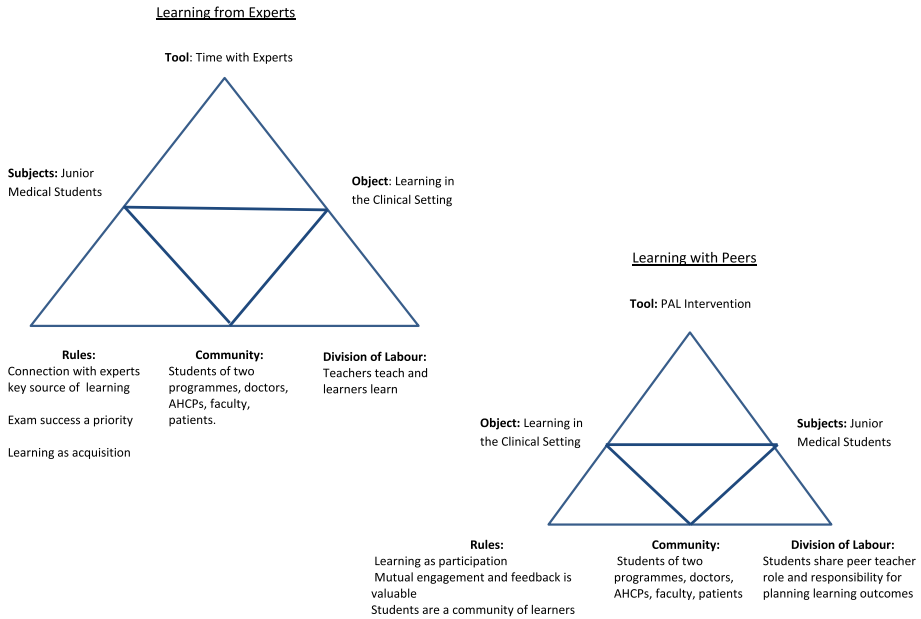 Learning from Experts
Tool: Time with Experts
Subjects: Junior
Medical Students
Object: Learning in
the Clinical Setting
Rules:
Connection with experts
key source of learning
Exam success a priority
Learning as acquisition
Community:
Students of two
programmes, doctors,
AHCPs, faculty,
patients.
Division of Labour:
Teachers teach and
learners learn
Learning with Peers
Tool: PAL Intervention
Object: Learning in
the Clinical Setting
Subjects: Junior
Medical Students
Rules:
Learning as participation
Mutual engagement and feedback is
valuable
Students are a community of learners
Community:
Students of two
programmes, doctors,
AHCPs, faculty, patients
Division of Labour:
Students share peer teacher
role and responsibility for
planning learning outcomes